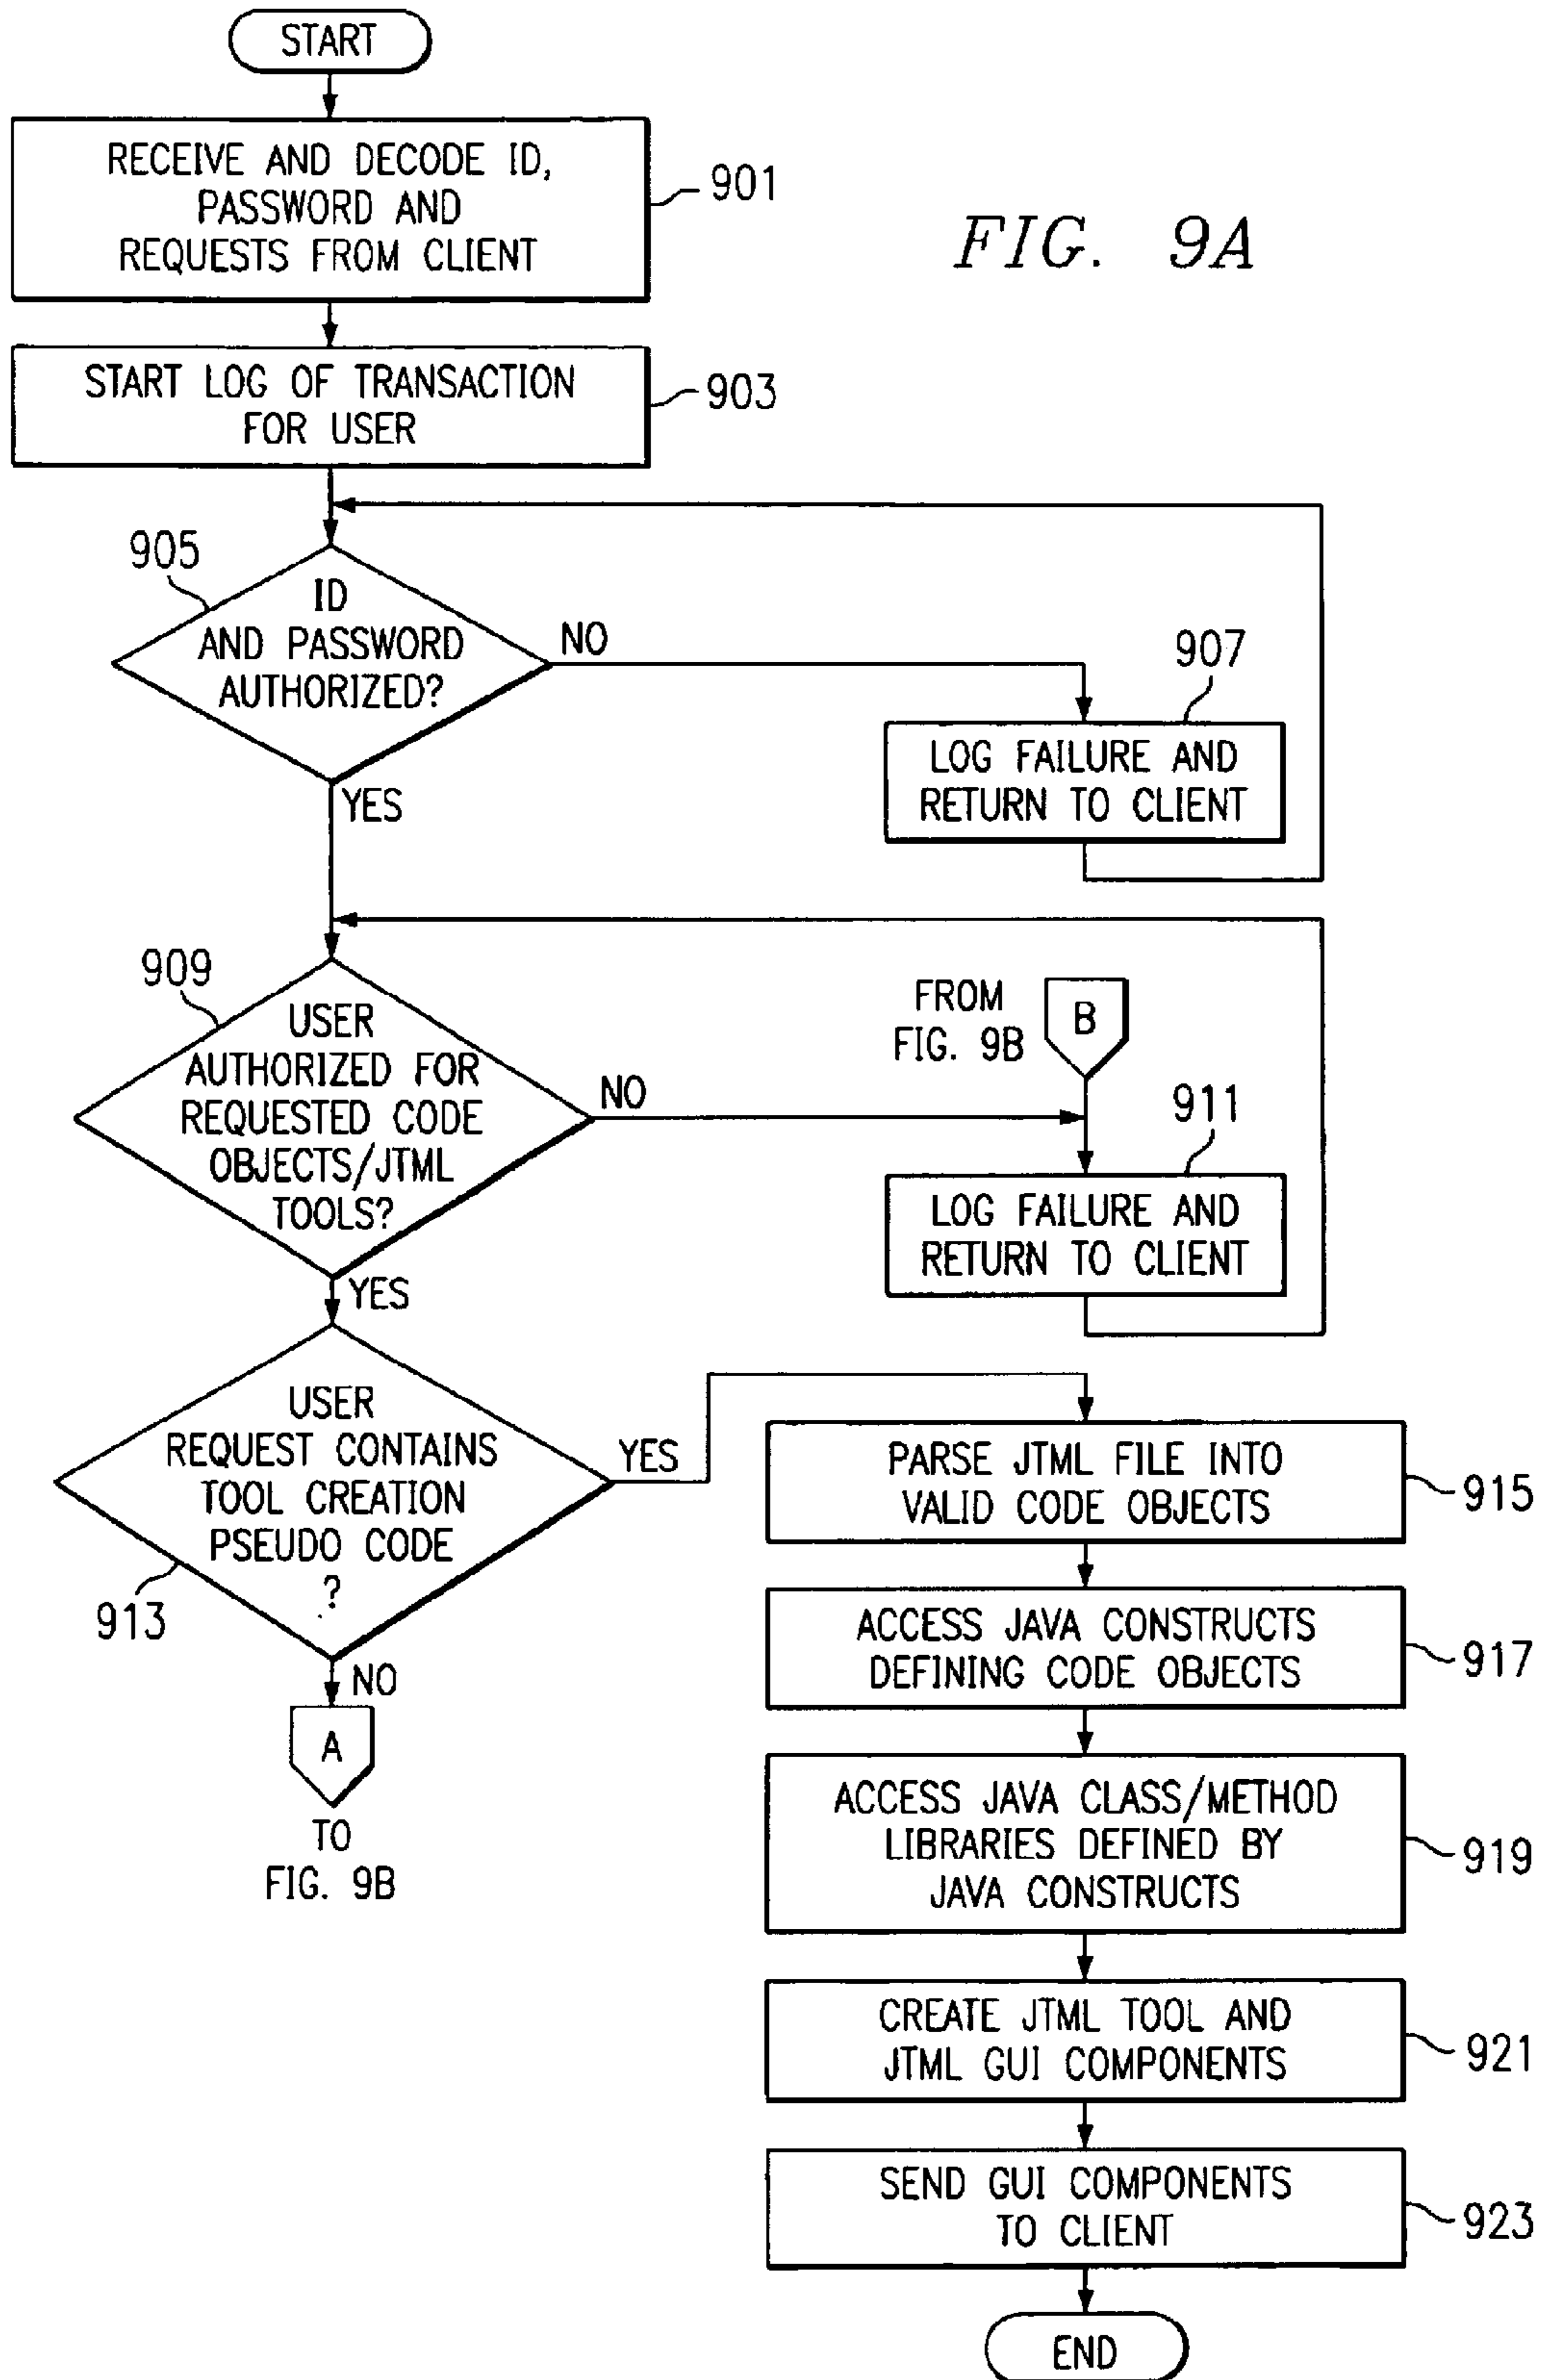 START
RECEIVE AND DECODE ID,
PASSWORD AND
REQUESTS FROM CLIENT
901
FIG. 9A
START LOG OF TRANSACTION
FOR USER
903
905
ID
AND PASSWORD
AUTHORIZED?
NO
YES
907
LOG FAILURE AND
RETURN TO CLIENT
909
USER
AUTHORIZED FOR
REQUESTED CODE
OBJECTS/JTML
TOOLS?
NO
YES
FROM
FIG. 9B
B
911
LOG FAILURE AND
RETURN TO CLIENT
USER
REQUEST CONTAINS
TOOL CREATION
PSEUDO CODE
?
913
YES
NO
A
TO
FIG. 9B
PARSE JTML FILE INTO
VALID CODE OBJECTS
915
ACCESS JAVA CONSTRUCTS
DEFINING CODE OBJECTS
917
ACCESS JAVA CLASS/METHOD
LIBRARIES DEFINED BY
JAVA CONSTRUCTS
919
CREATE JTML TOOL AND
JTML GUI COMPONENTS
921
SEND GUI COMPONENTS
TO CLIENT
923
END